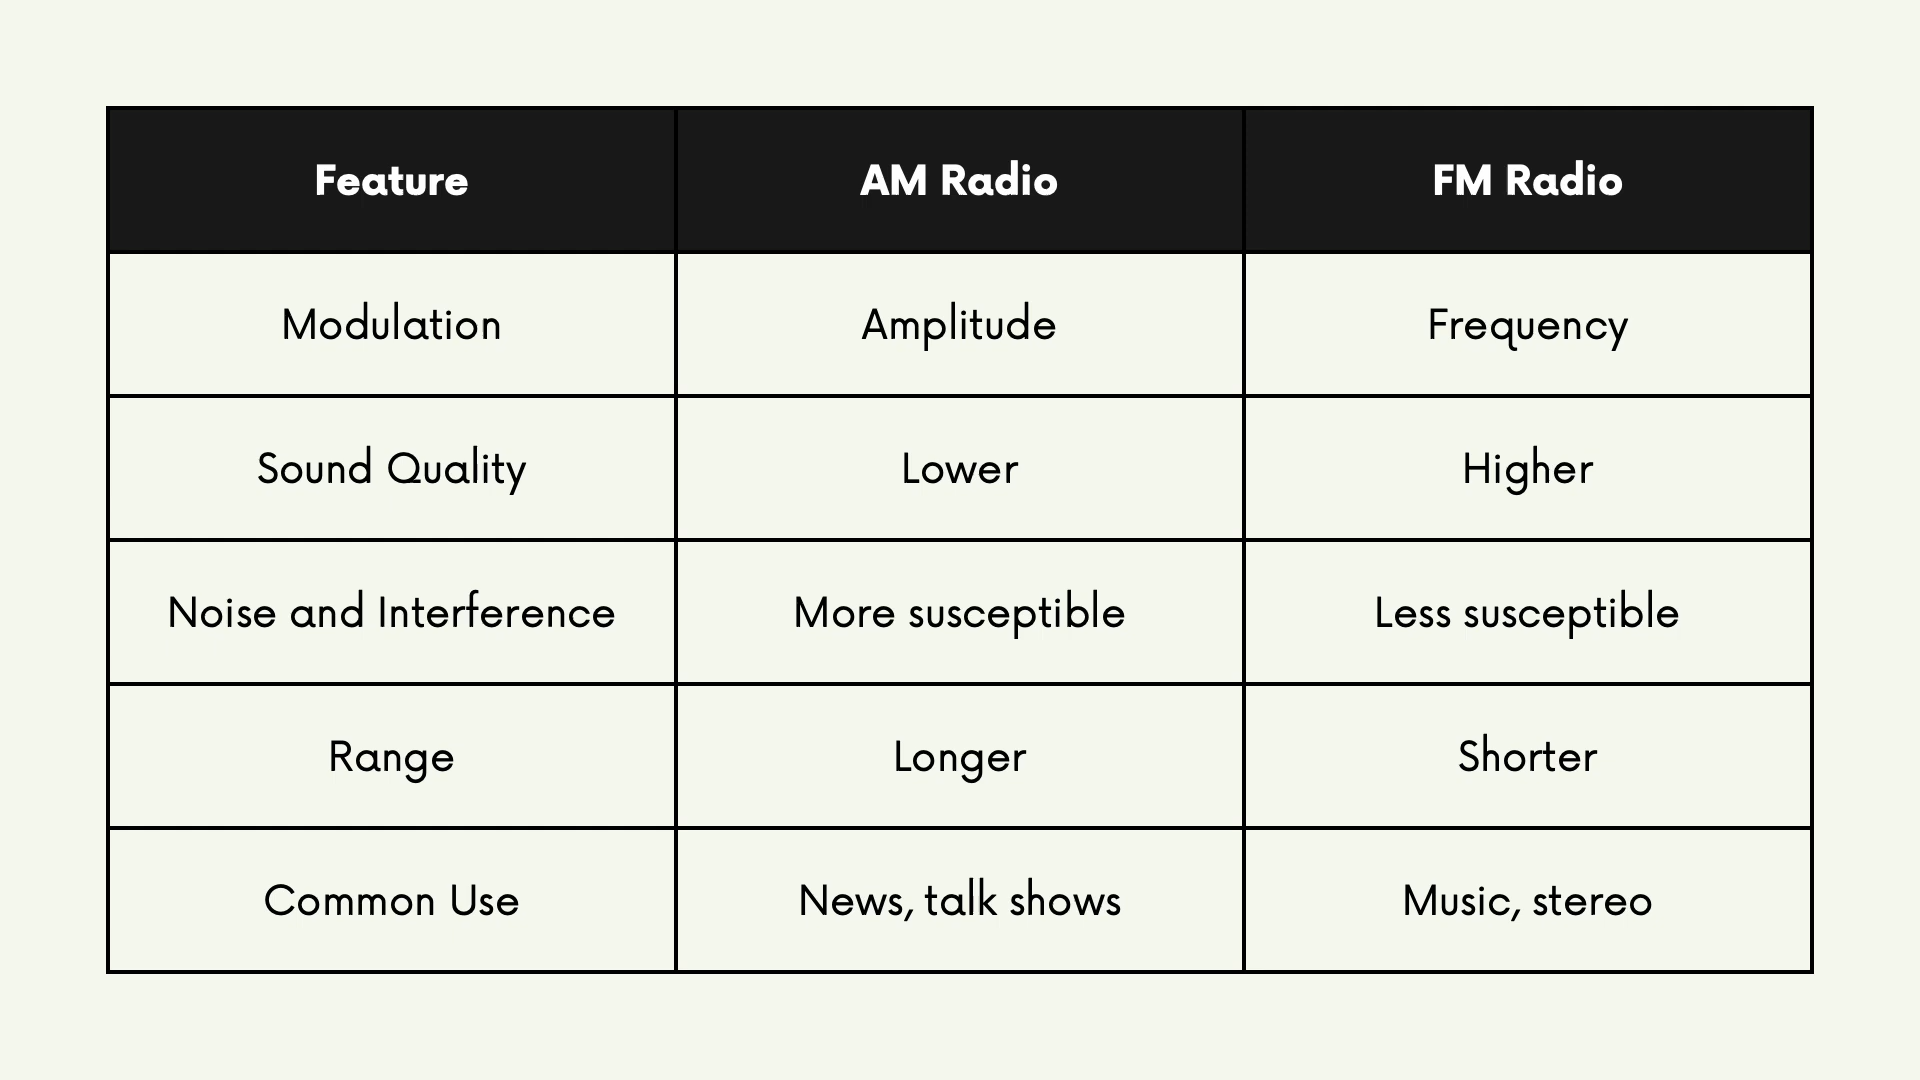 Feature AM Radio FM Radio
Modulation Amplitude Frequency
Sound Quality Lower Higher
Noise and Interference More susceptible Less susceptible
Range Longer Shorter
Common Use News, talk shows Music, stereo